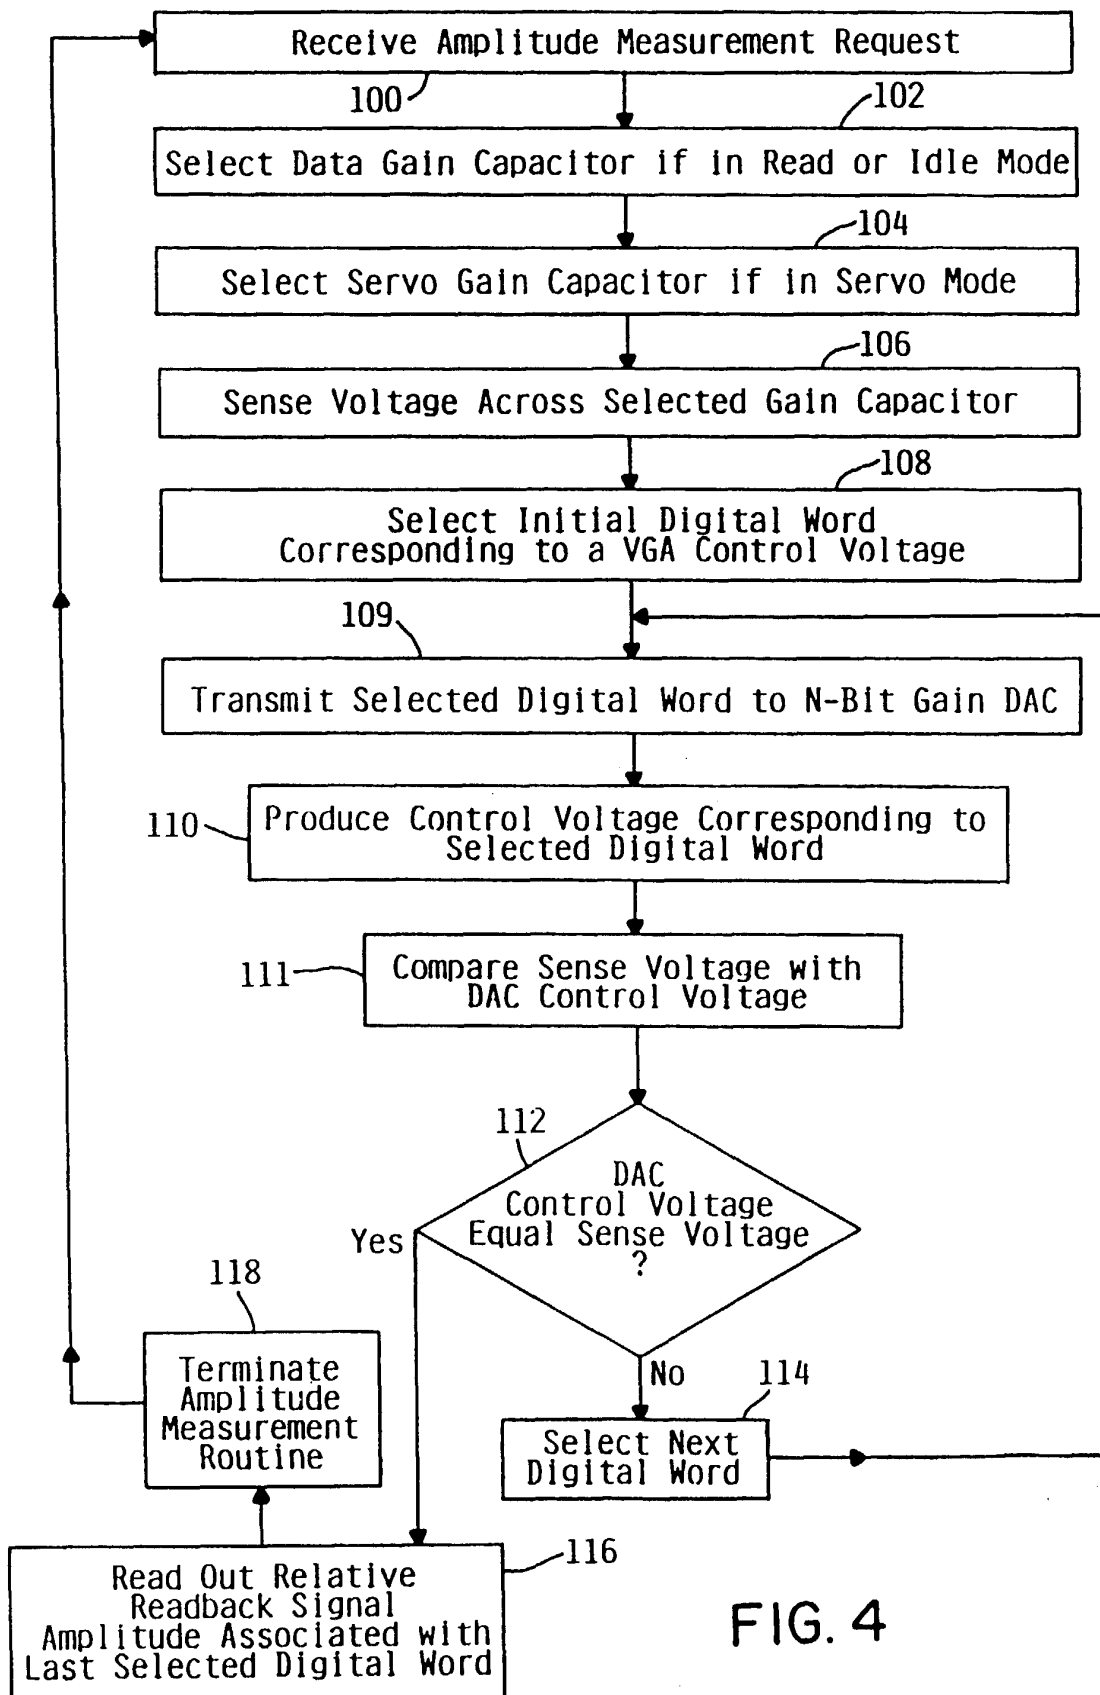 Receive Amplitude Measurement Request
100
102
Select Data Gain Capacitor if in Read or Idle Mode
104
Select Servo Gain Capacitor if in Servo Mode
106
Sense Voltage Across Selected Gain Capacitor
108
Select Initial Digital Word
Corresponding to a VGA Control Voltage
109
Transmit Selected Digital Word to N-Bit Gain DAC
110
Produce Control Voltage Corresponding to
Selected Digital Word
111
Compare Sense Voltage with
DAC Control Voltage
112
DAC
Control Voltage
Equal Sense Voltage
?
Yes
No
114
Select Next
Digital Word
118
Terminate
Amplitude
Measurement
Routine
116
Read Out Relative
Readback Signal
Amplitude Associated with
Last Selected Digital Word
FIG. 4